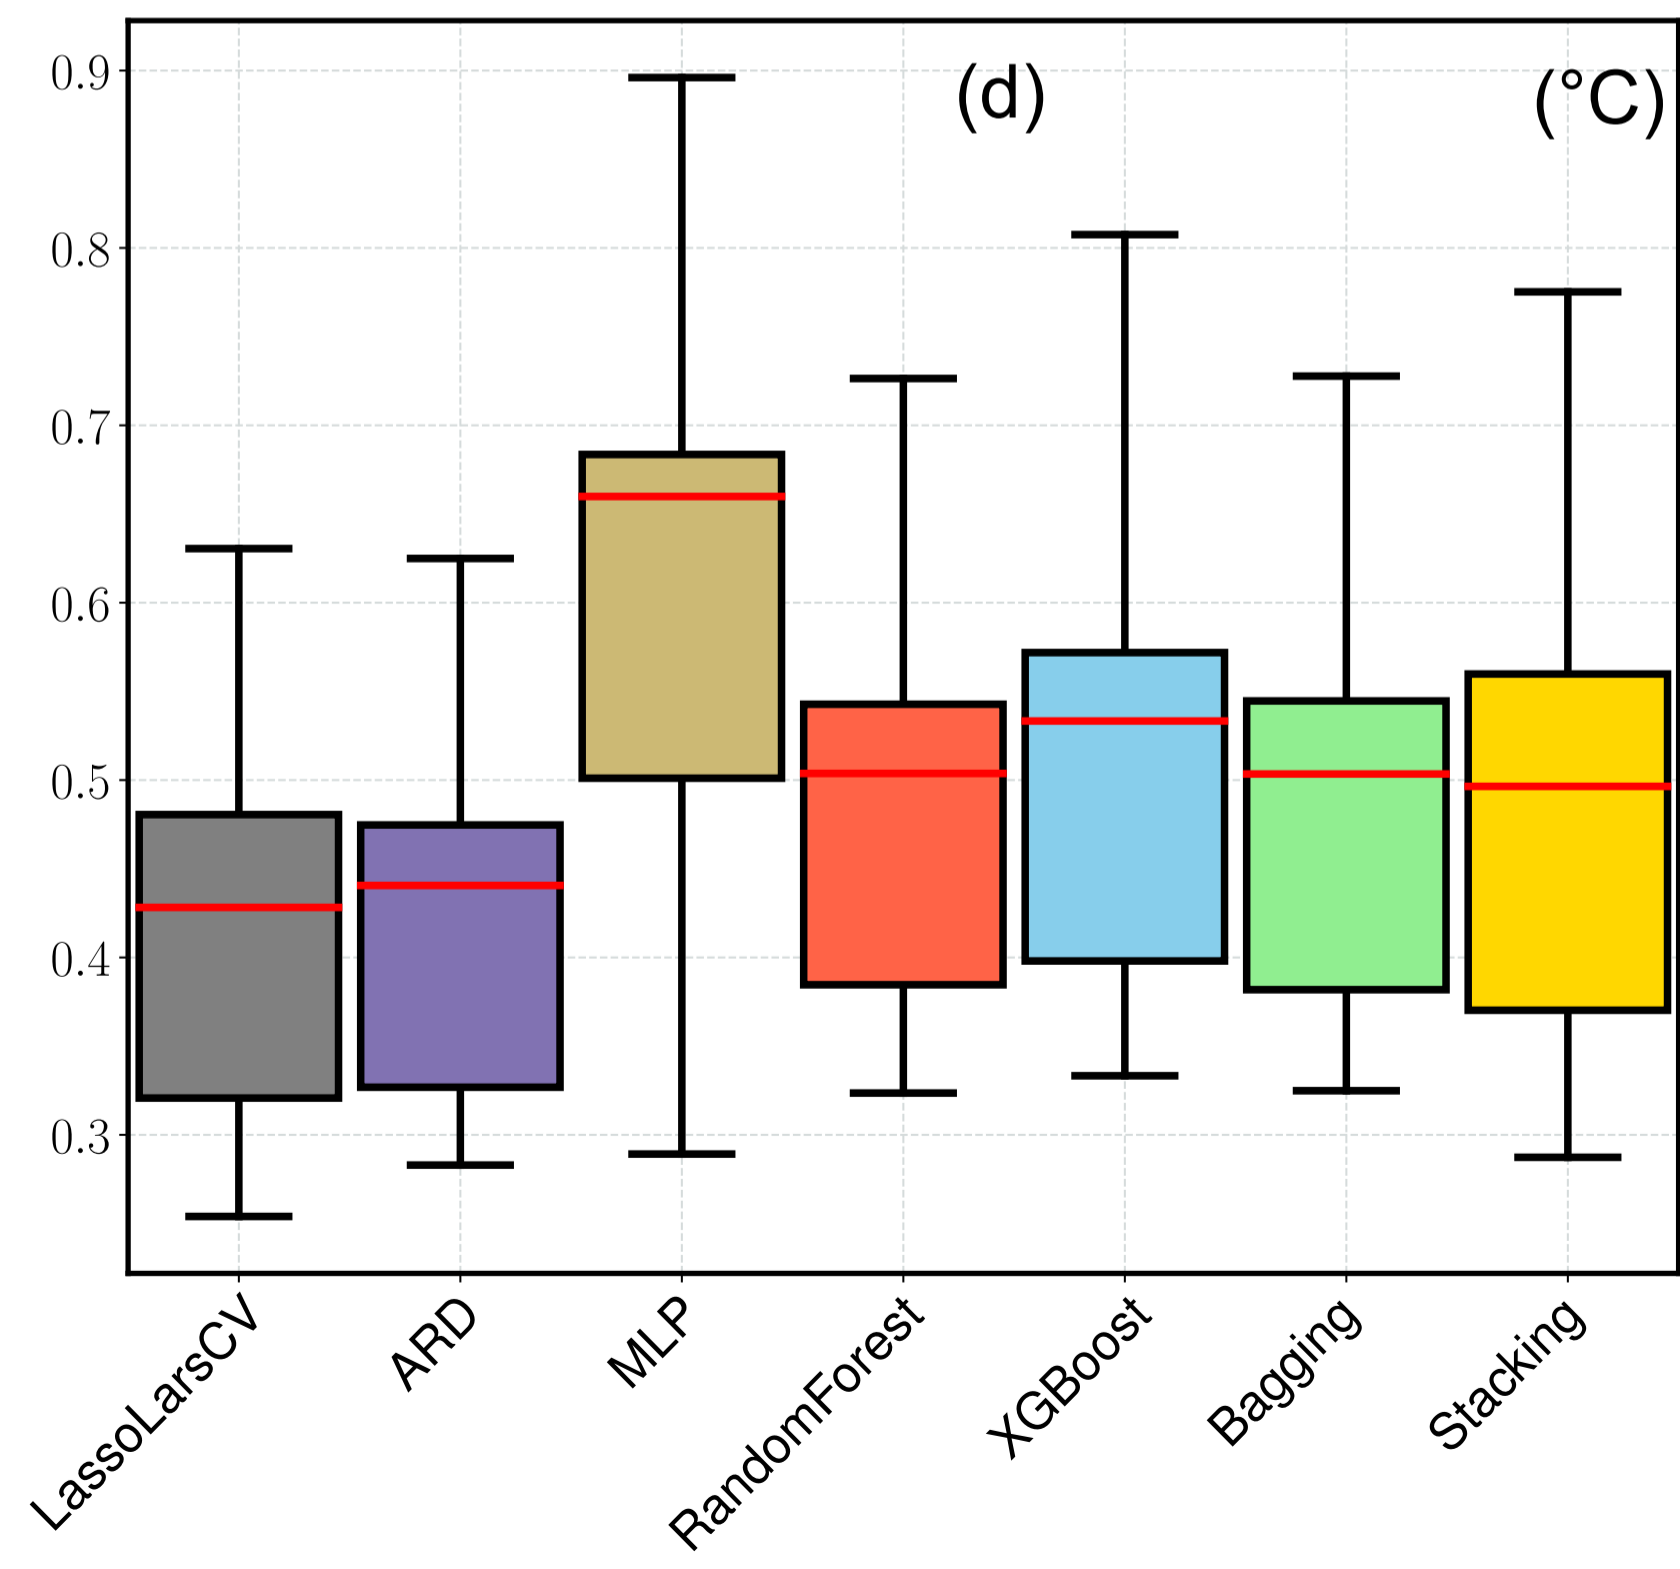 (d)
(°C)
0.9
0.8
0.7
0.6
0.5
0.4
0.3
LassoLarsCV
ARD
MLP
RandomForest
XGBoost
Bagging
Stacking